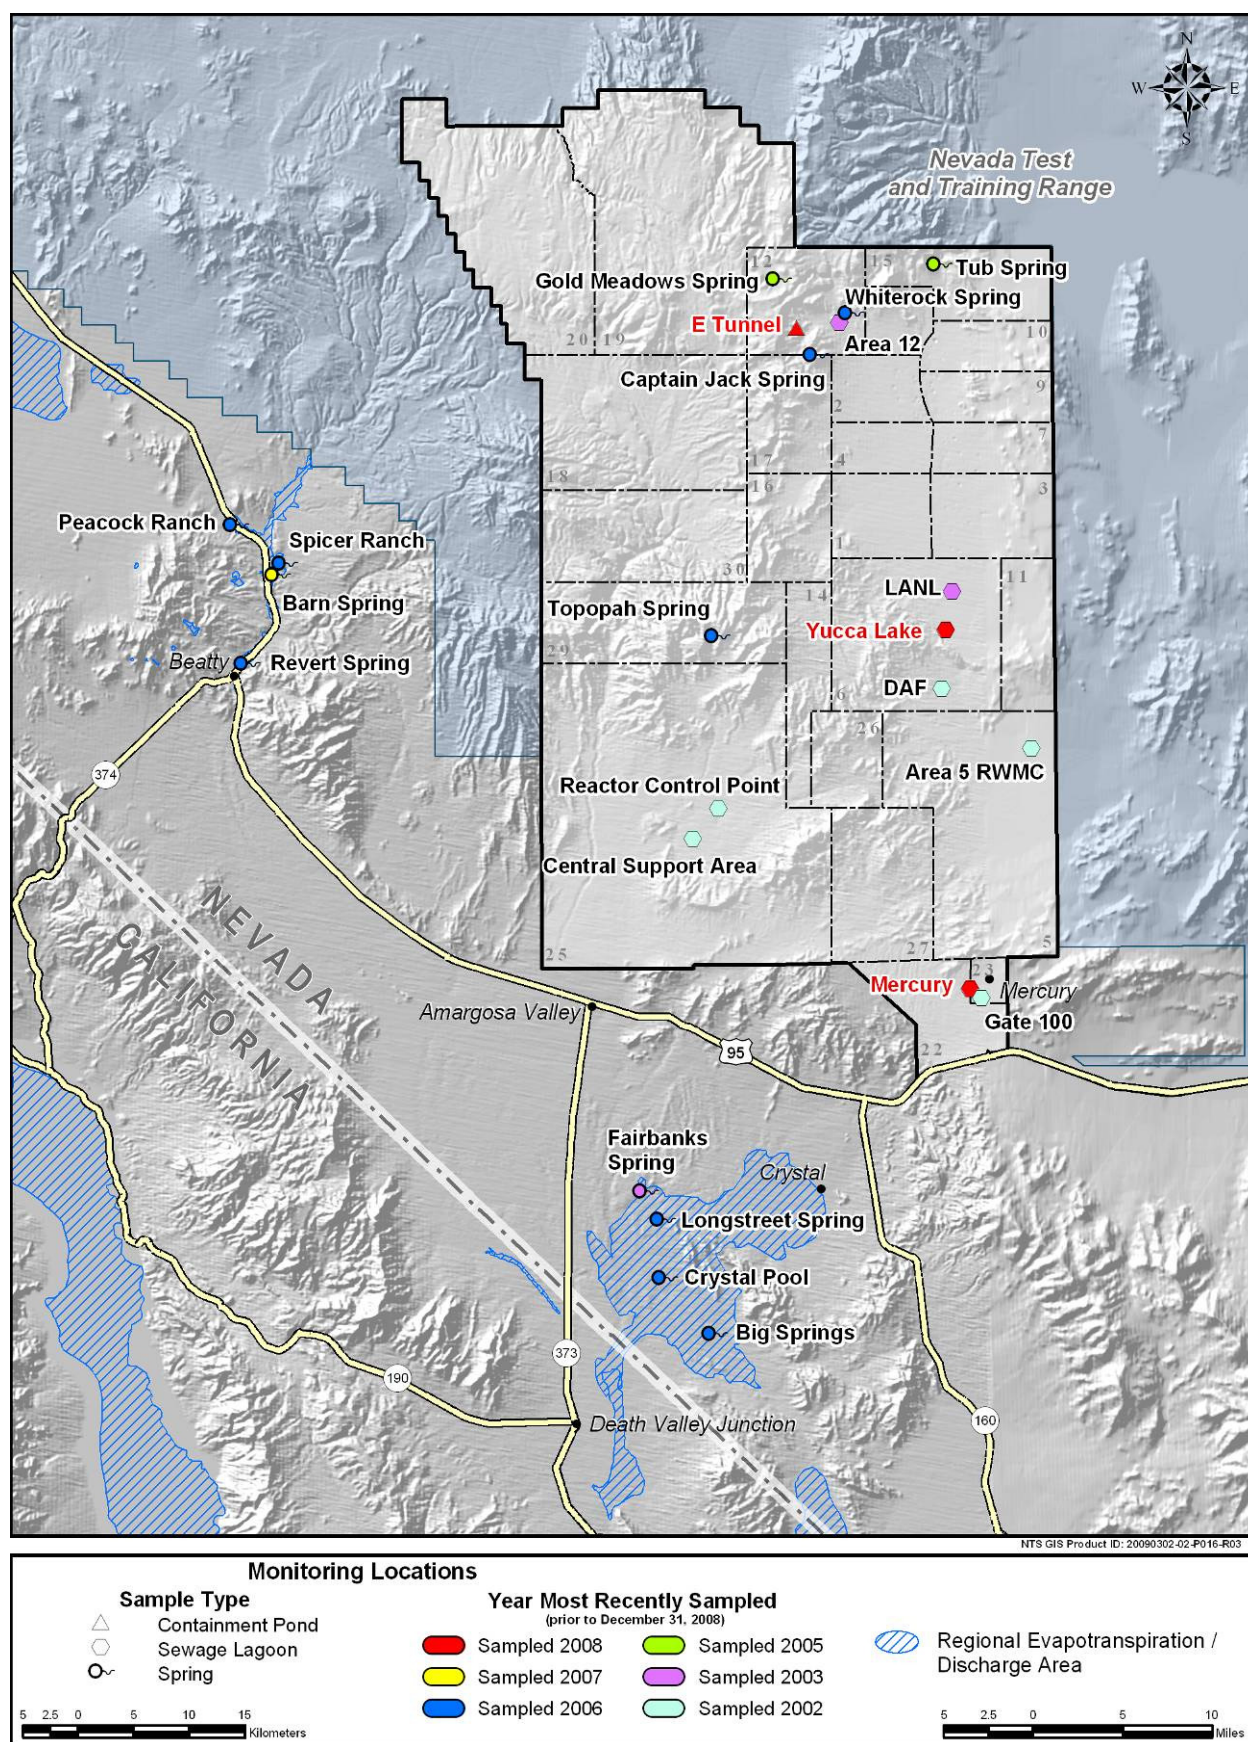 N
W E
S
Nevada Test
and Training Range
12
15
Gold Meadows Spring
Tub Spring
Whiterock Spring
E Tunnel
10
20 19
Area 12
Captain Jack Spring
9
2
7
18
17
4
16
3
Peacock Ranch
Spicer Ranch
1
30
11
LANL
Barn Spring
14
Topopah Spring
Yucca Lake
29
Beatty
Revert Spring
DAF
6
26
374
Area 5 RWMC
Reactor Control Point
Central Support Area
NEVADA
CALIFORNIA
25
27
5
23
Mercury
Mercury
Amargosa Valley
Gate 100
95
22
Fairbanks
Spring
Crystal
Longstreet Spring
Crystal Pool
Big Springs
373
190
Death Valley Junction
160
NTS GIS Product ID: 20090302-02-P016-R03
Monitoring Locations
Sample Type
Containment Pond
Sewage Lagoon
Spring
Year Most Recently Sampled
(prior to December 31, 2008)
Sampled 2008
Sampled 2007
Sampled 2006
Sampled 2005
Sampled 2003
Sampled 2002
Regional Evapotranspiration /
Discharge Area
5 2.5 0 5 10 15
Kilometers
5 2.5 0 5 10
Miles